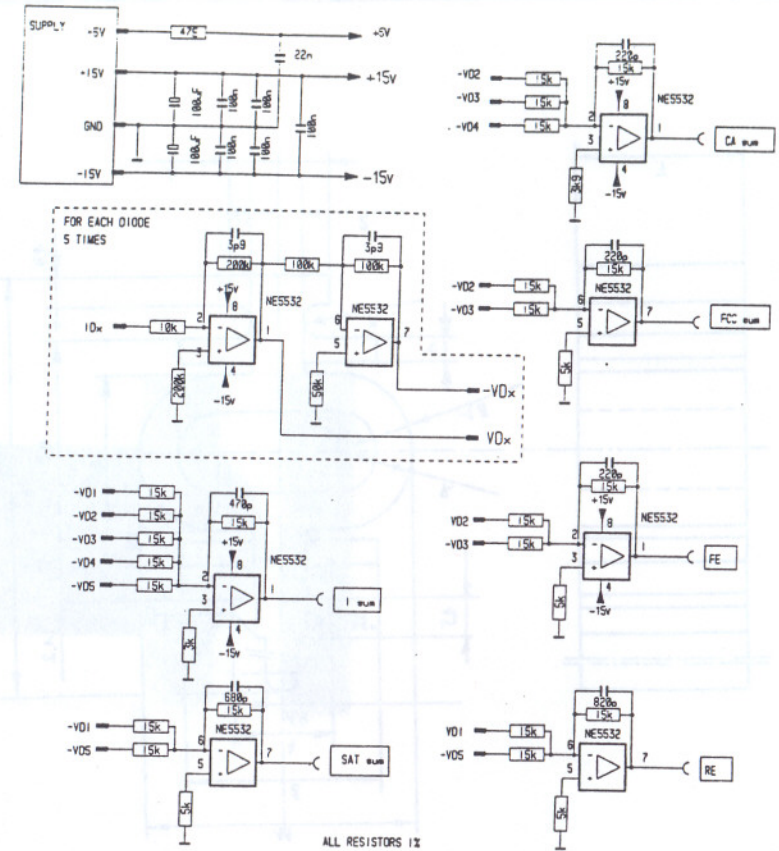 SUPPLY
-5V
47E
+5V
22n
+15V
+15v
100uF
100n
100n
GND
100n
100uF
100n
100n
-15V
-15v
FOR EACH DIODE
5 TIMES
3p9
200k
100k
3p3
100k
+15v
8
NE5532
NE5532
IDx
10k
2
1
3
200k
4
-15v
6
5
7
50k
-VDx
VDx
-VD1
15k
-VD2
15k
-VD3
15k
-VD4
15k
-VD5
15k
470p
15k
+15v
8
NE5532
2
1
3
3k
4
-15v
I sum
-VD1
15k
-VD5
15k
680p
15k
NE5532
6
7
5
5k
SAT sum
220p
15k
+15v
8
NE5532
-VD2
15k
-VD3
15k
-VD4
15k
2
1
3
3k9
4
-15v
CA sum
220p
15k
NE5532
-VD2
15k
-VD3
15k
6
7
5
5k
FCC sum
220p
15k
+15v
8
NE5532
VD2
15k
-VD3
15k
2
1
3
5k
4
-15v
FE
820p
15k
NE5532
VD1
15k
-VD5
15k
6
7
5
5k
RE
ALL RESISTORS 1%